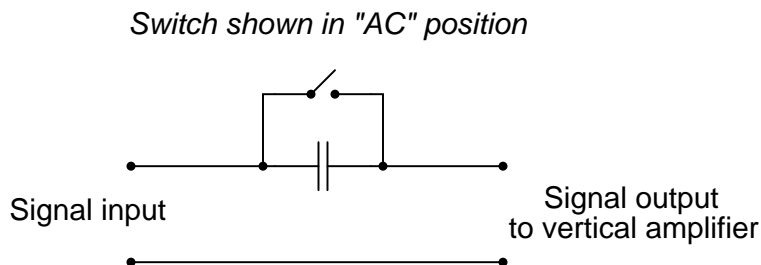 Switch shown in "AC" position
Signal input
Signal output
to vertical amplifier